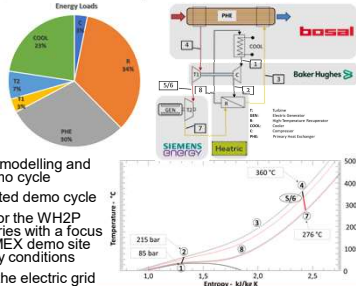 Energy Loads
C
3%
R
34%
PHE
30%
T1
3%
T2
7%
COOL
23%
PHE
bosal
4
COOL
3
1
T1
C
Baker Hughes
5/6
8
2
GEN
R
7
SIEMENS
energy
Heatric
T: Turbine
GEN: Electric Generator
R: High Temperature Recuperator
COOL: Cooler
C: Compressor
PHE: Primary Heat Exchanger
modelling and
mo cycle
ted demo cycle
or the WH2P
ries with a focus
MEX demo site
y conditions
the electric grid
Temperature - °C
360 °C
4
5/6
7
276 °C
3
215 bar
2
85 bar
1
8
500
400
300
200
100
0
1,0
1,5
2,0
2,5
Entropy - kJ/kg K